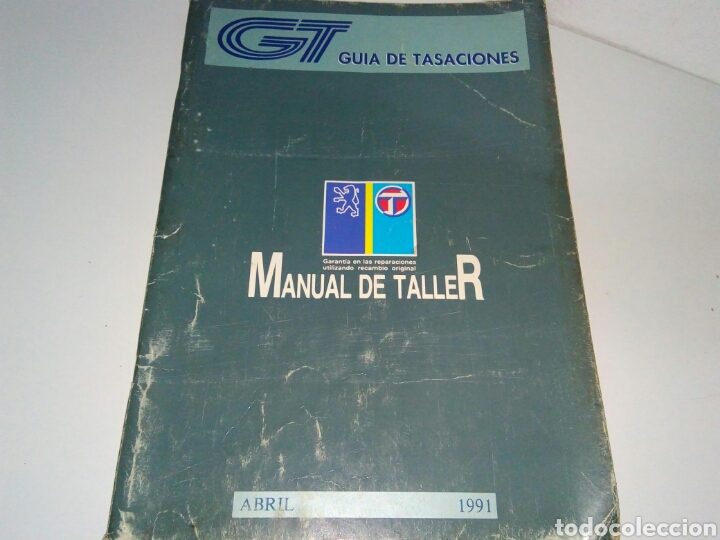 GT GUIA DE TASACIONES
T
Garantía en las reparaciones
utilizando recambio original
MANUAL DE TALLER
ABRIL 1991
todocoleccion